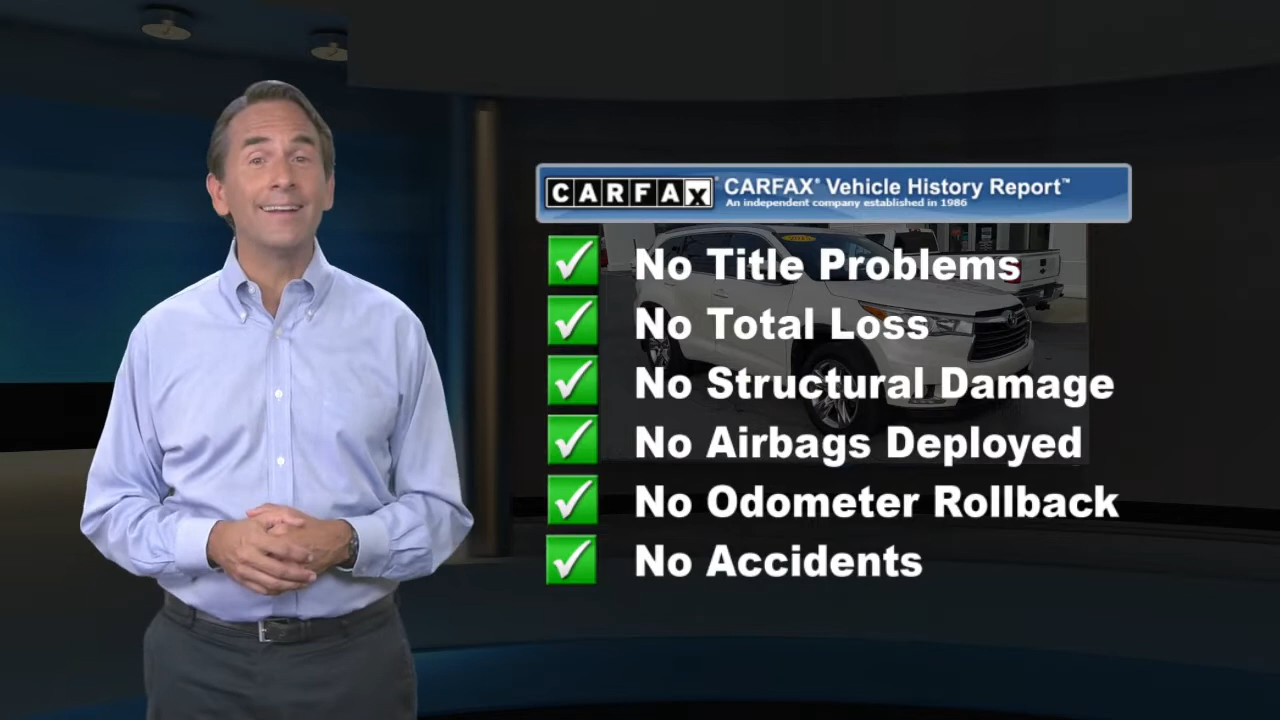 CARFAX® CARFAX® Vehicle History Report™
An independent company established in 1986
No Title Problems
No Total Loss
No Structural Damage
No Airbags Deployed
No Odometer Rollback
No Accidents